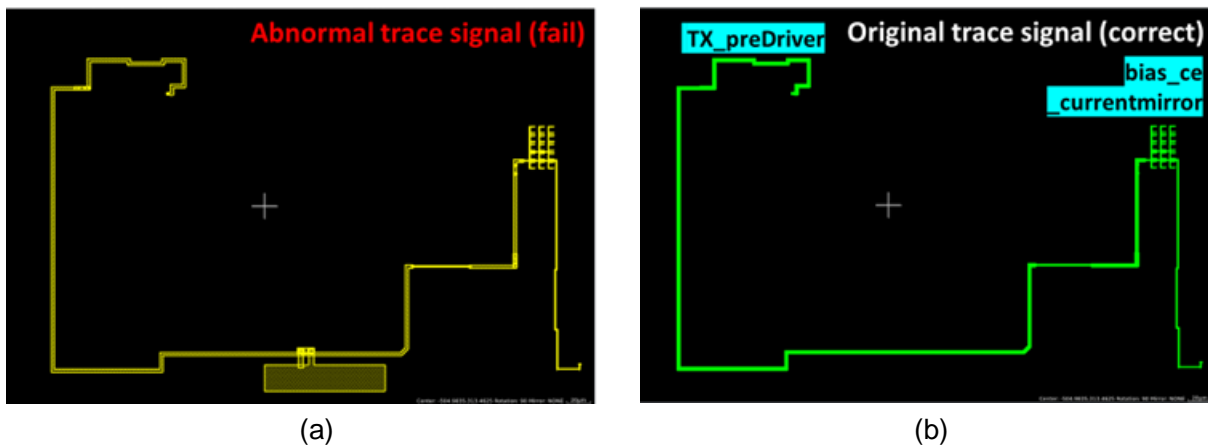 Abnormal trace signal (fail)
TX_preDriver
Original trace signal (correct)
bias_ce
_currentmirror
(a)
(b)